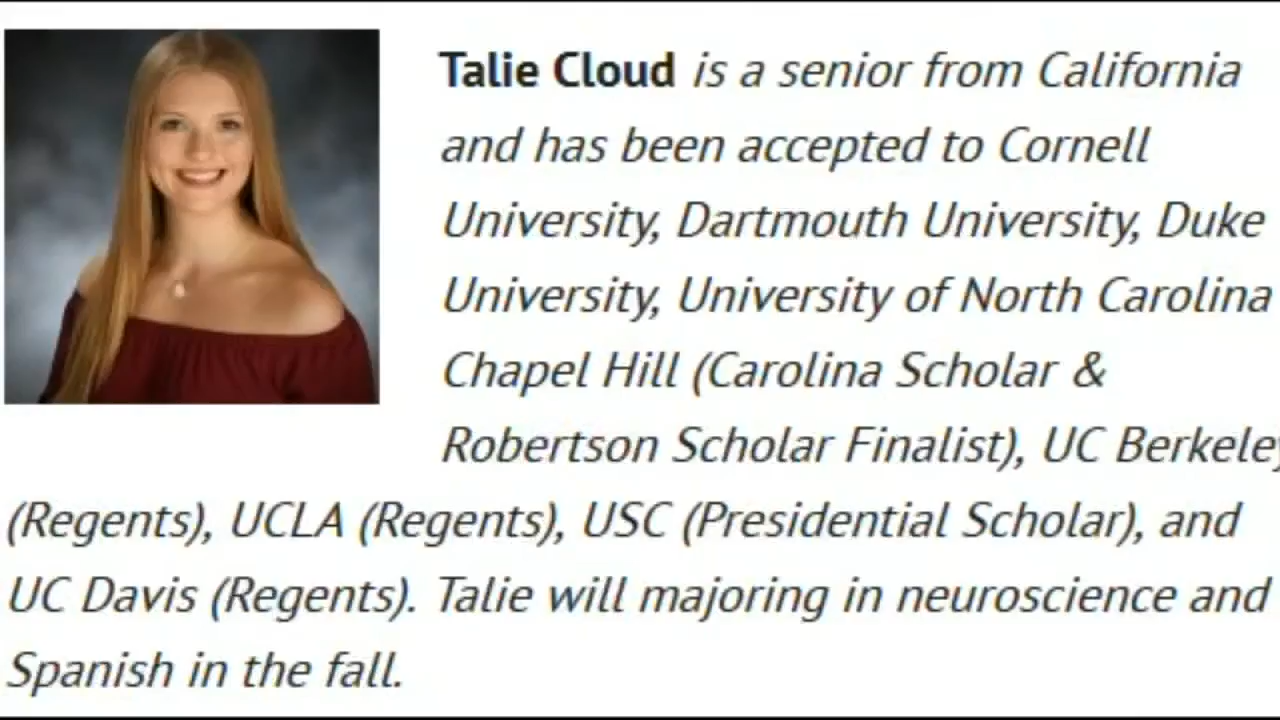 Talie Cloud is a senior from California
and has been accepted to Cornell
University, Dartmouth University, Duke
University, University of North Carolina
Chapel Hill (Carolina Scholar &
Robertson Scholar Finalist), UC Berkeley
(Regents), UCLA (Regents), USC (Presidential Scholar), and
UC Davis (Regents). Talie will majoring in neuroscience and
Spanish in the fall.